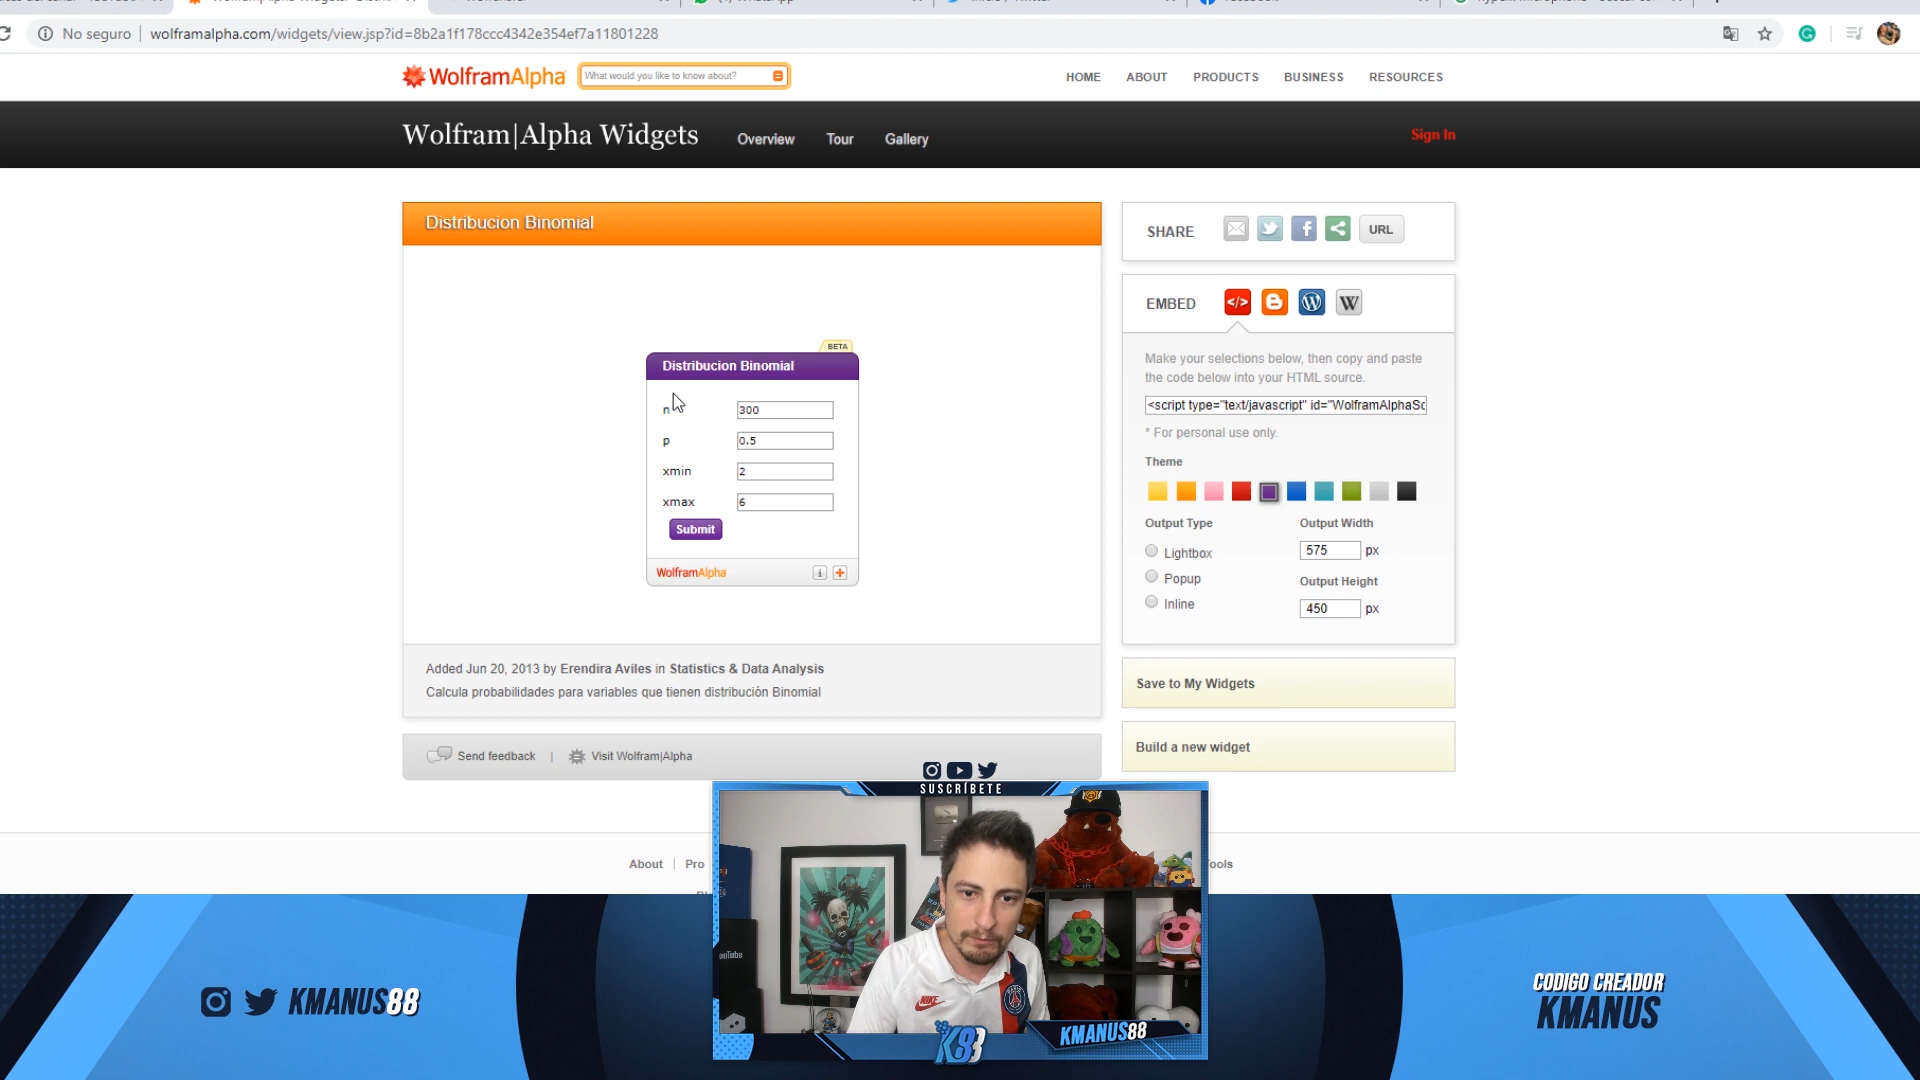 No seguro
wolframalpha.com/widgets/view.jsp?id=8b2a1f178ccc4342e354ef7a11801228
WolframAlpha
What would you like to know about?
HOME
ABOUT
PRODUCTS
BUSINESS
RESOURCES
Wolfram|Alpha Widgets
Overview
Tour
Gallery
Sign In
Distribucion Binomial
BETA
Distribucion Binomial
n 300
p 0.5
xmin 2
xmax 6
Submit
WolframAlpha
Added Jun 20, 2013 by Erendira Aviles in Statistics & Data Analysis
Calcula probabilidades para variables que tienen distribución Binomial
Send feedback | Visit Wolfram|Alpha
SHARE
URL
EMBED
Make your selections below, then copy and paste
the code below into your HTML source.
<script type="text/javascript" id="WolframAlphaSc
* For personal use only.
Theme
Output Type
Output Width
Lightbox
575 px
Popup
Output Height
Inline
450 px
Save to My Widgets
Build a new widget
About | Pro
SUSCRÍBETE
NIKE
KMANUS88
K88
KMANUS88
CODIGO CREADOR
KMANUS